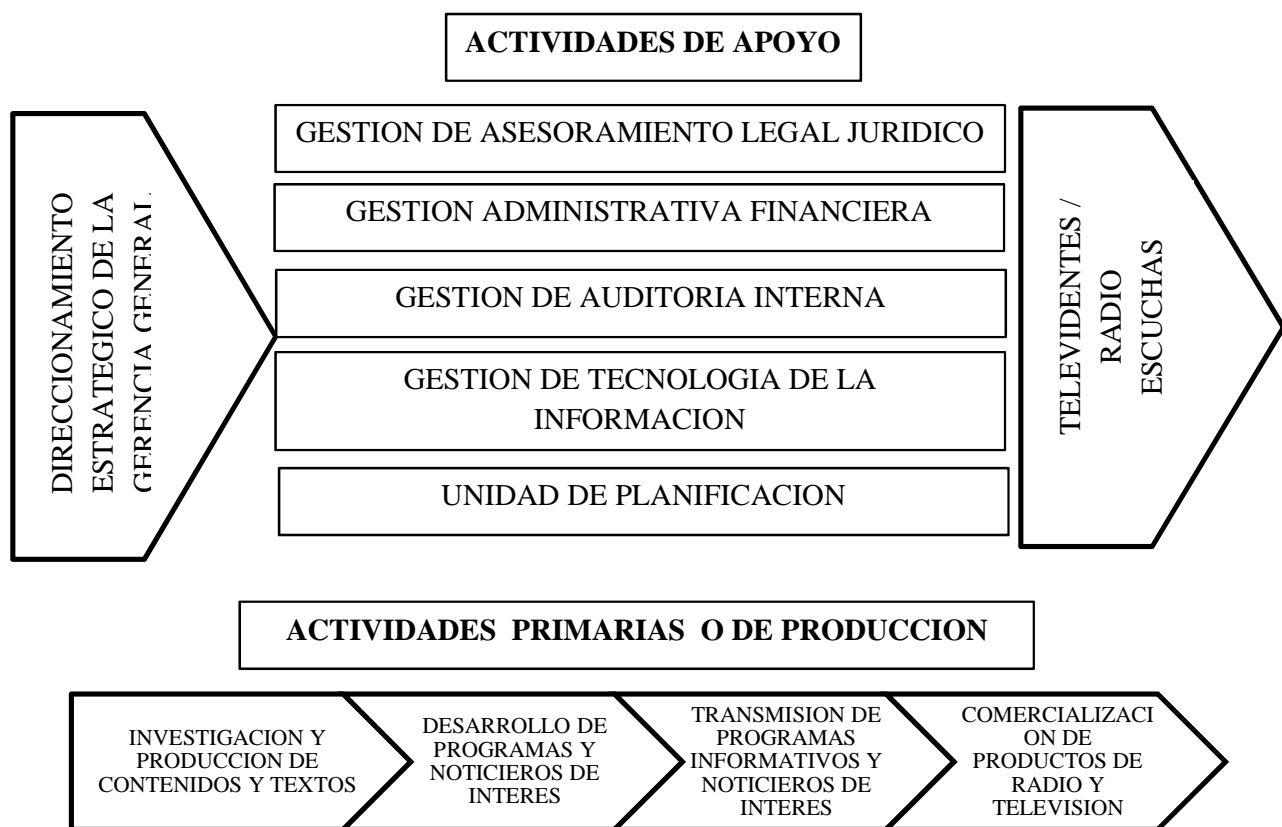 ACTIVIDADES DE APOYO
DIRECCIONAMIENTO
ESTRATEGICO DE LA
GERENCIA GENERAL
GESTION DE ASESORAMIENTO LEGAL JURIDICO
GESTION ADMINISTRATIVA FINANCIERA
GESTION DE AUDITORIA INTERNA
GESTION DE TECNOLOGIA DE LA
INFORMACION
UNIDAD DE PLANIFICACION
TELEVIDENTES /
RADIO
ESCUCHAS
ACTIVIDADES PRIMARIAS O DE PRODUCCION
INVESTIGACION Y
PRODUCCION DE
CONTENIDOS Y TEXTOS
DESARROLLO DE
PROGRAMAS Y
NOTICIEROS DE
INTERES
TRANSMISION DE
PROGRAMAS
INFORMATIVOS Y
NOTICIEROS DE
INTERES
COMERCIALIZACI
ON DE
PRODUCTOS DE
RADIO Y
TELEVISION